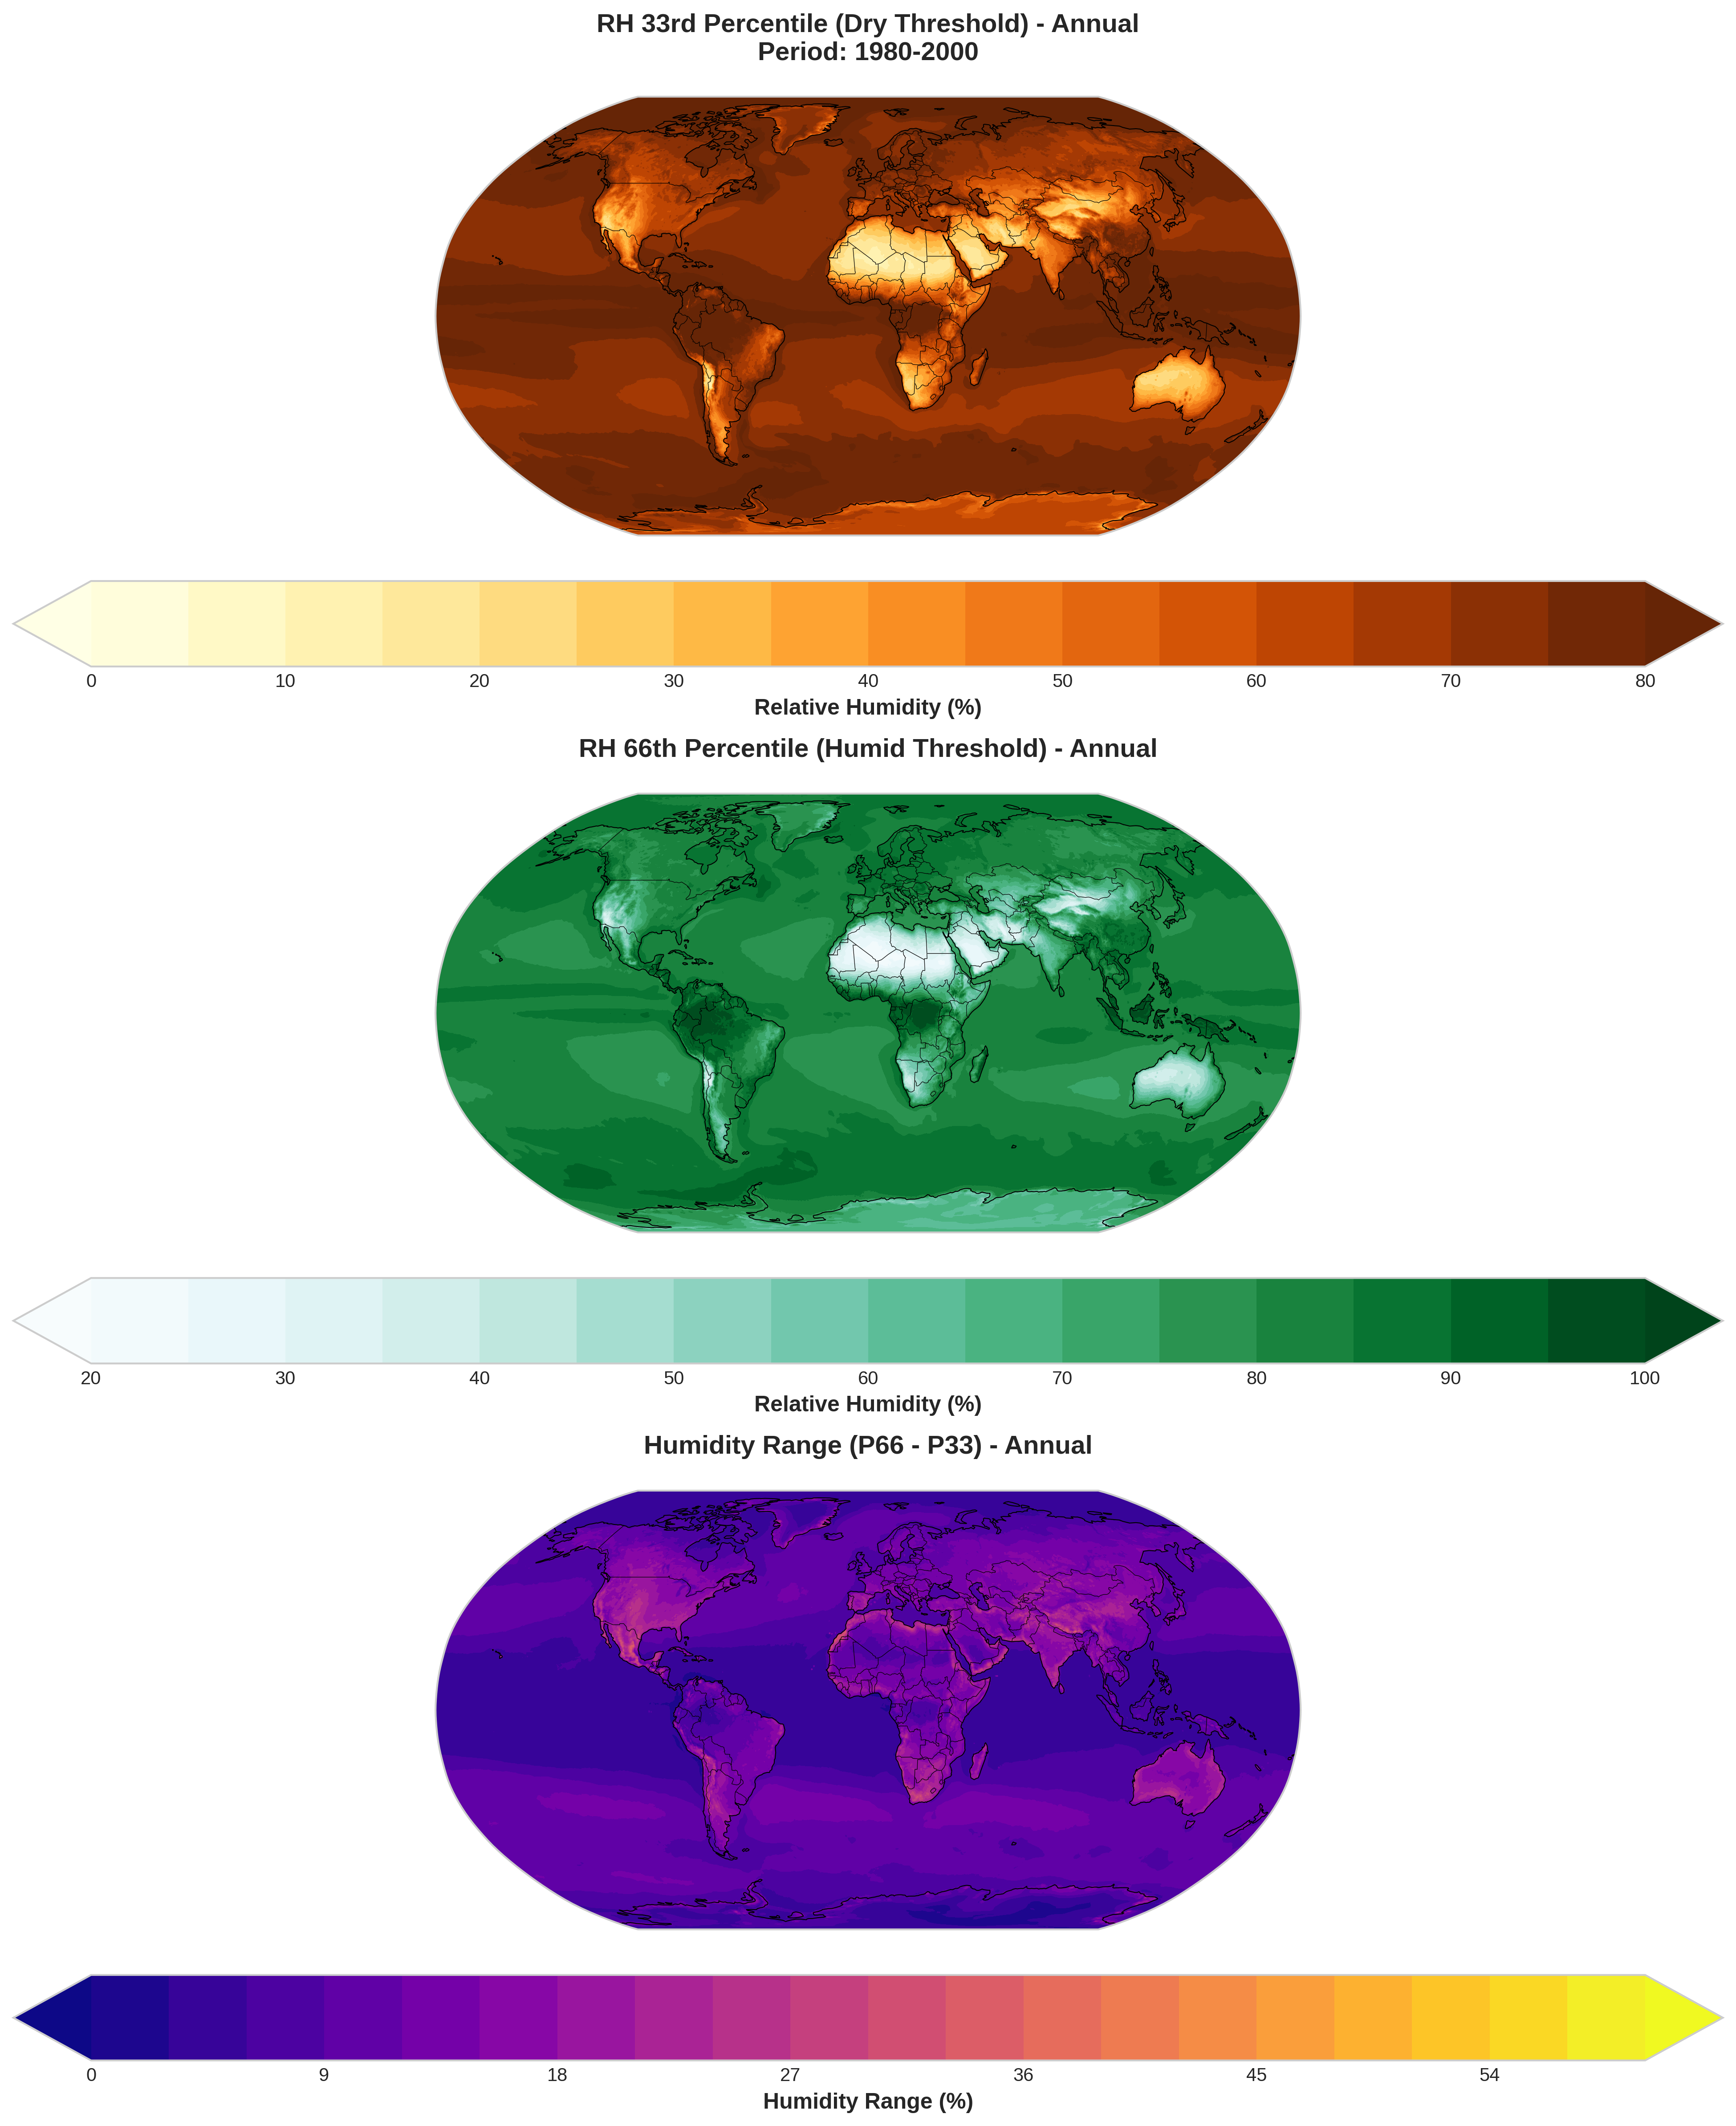 RH 33rd Percentile (Dry Threshold) - Annual
Period: 1980-2000
0 10 20 30 40 50 60 70 80
Relative Humidity (%)
RH 66th Percentile (Humid Threshold) - Annual
20 30 40 50 60 70 80 90 100
Relative Humidity (%)
Humidity Range (P66 - P33) - Annual
0 9 18 27 36 45 54
Humidity Range (%)